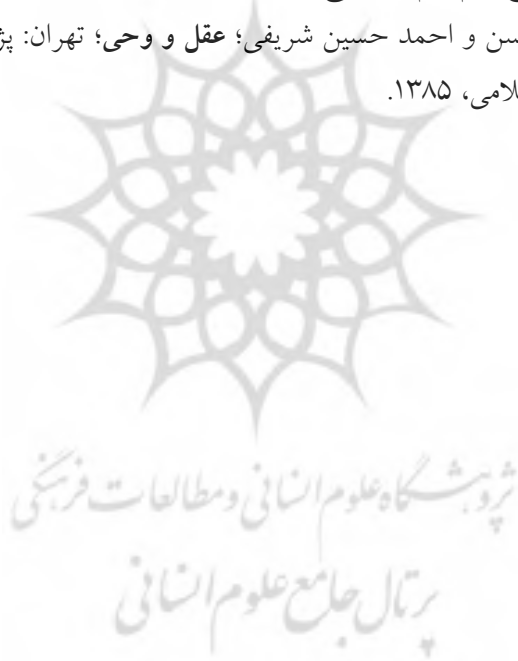 سن و احمد حسین شریفی؛ عقل و وحی؛ تهران: پژ
لامی، ۱۳۸۵.
پژوهشگاه علوم انسانی و مطالعات فرهنگی
پرتال جامع علوم انسانی